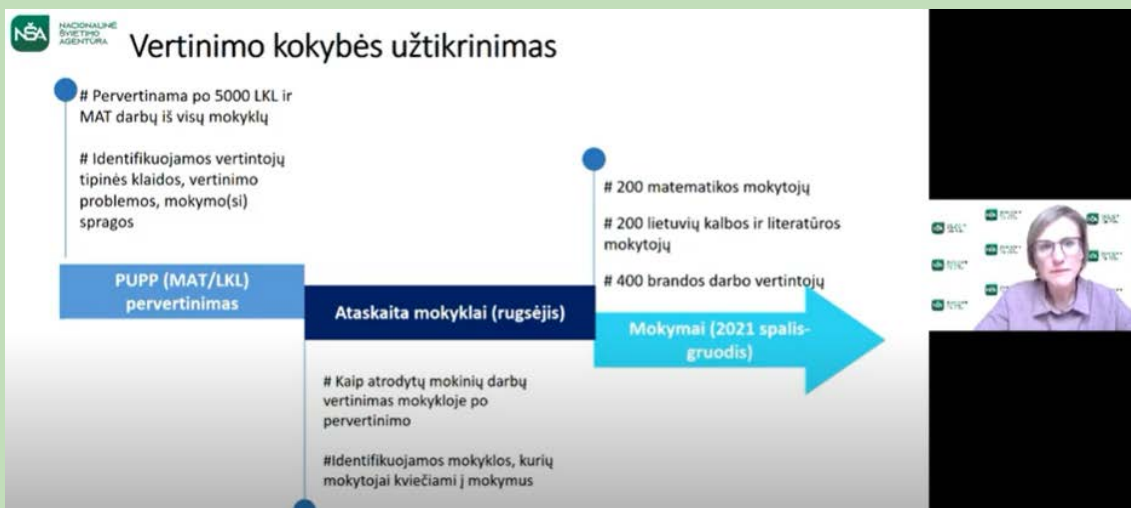 NŠA
NACIONALINĖ
ŠVIETIMO
AGENTŪRA
Vertinimo kokybės užtikrinimas
# Pervertinama po 5000 LKL ir
MAT darbų iš visų mokyklų
# Identifikuojamos vertintojų
tipinės klaidos, vertinimo
problemos, mokymo(si)
spragos
PUPP (MAT/LKL)
pervertinimas
Ataskaita mokyklai (rugsėjis)
# Kaip atrodytų mokinių darbų
vertinimas mokykloje po
pervertinimo
#Identifikuojamos mokyklos, kurių
mokytojai kviečiami į mokymus
# 200 matematikos mokytojų
# 200 lietuvių kalbos ir literatūros
mokytojų
# 400 brandos darbo vertintojų
Mokymai (2021 spalis-
gruodis)